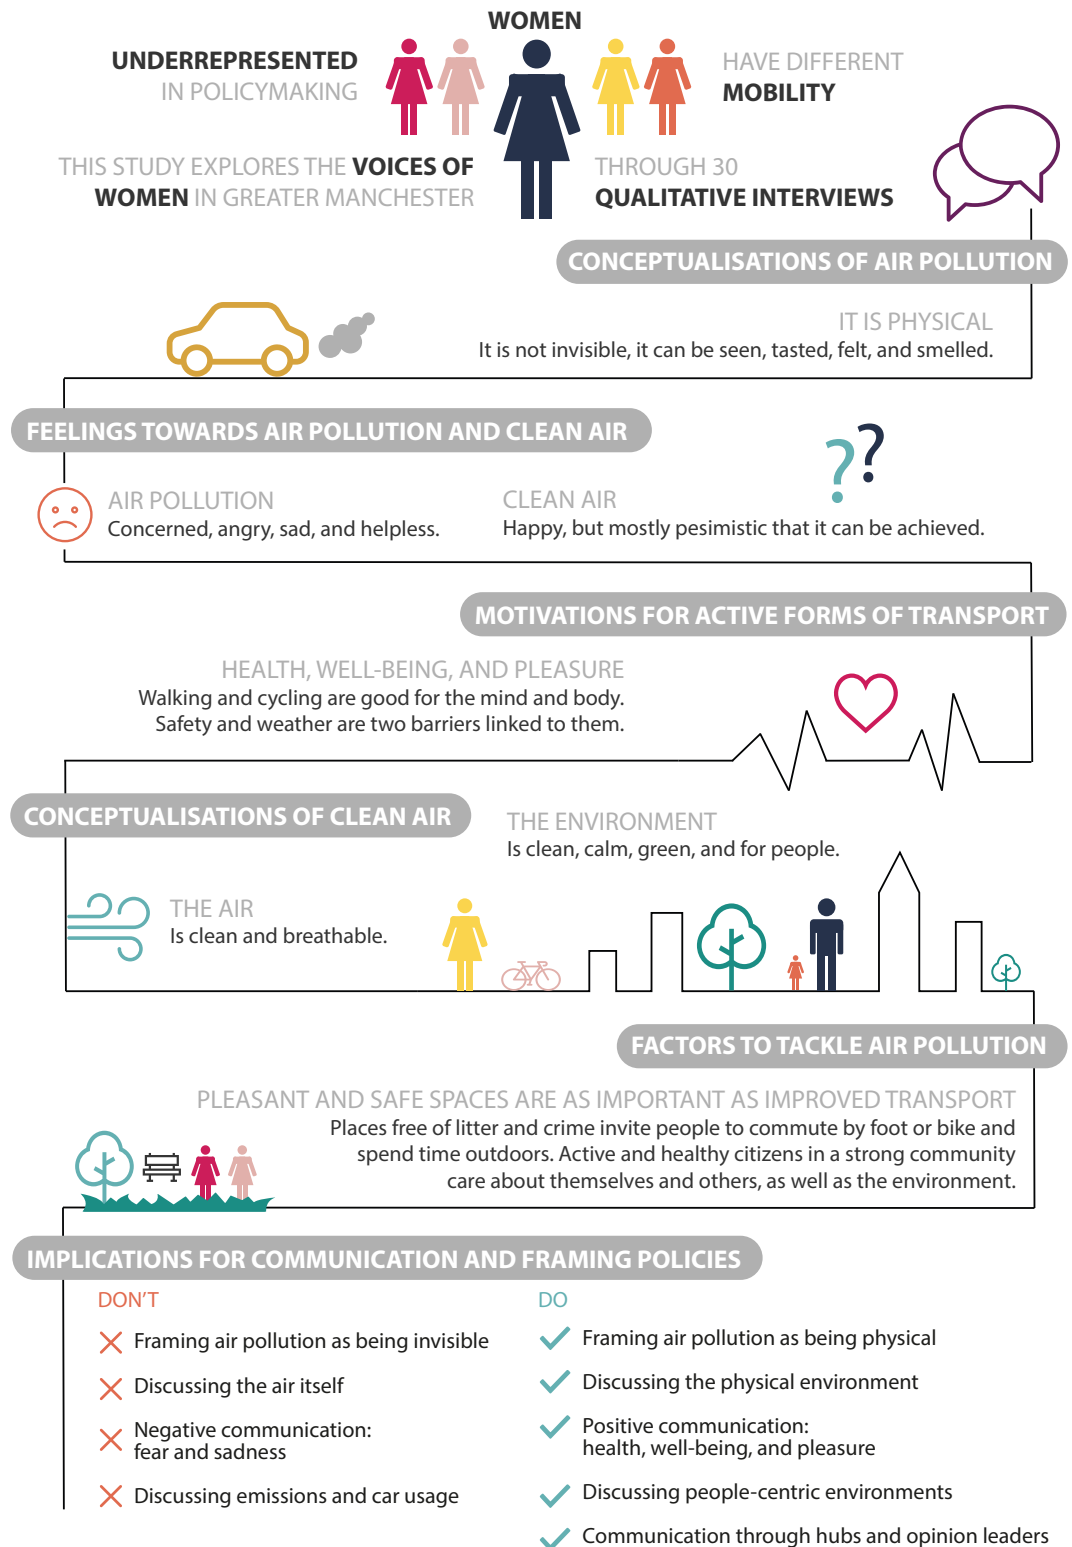 WOMEN
UNDERREPRESENTED
IN POLICYMAKING
HAVE DIFFERENT
MOBILITY
THIS STUDY EXPLORES THE VOICES OF
WOMEN IN GREATER MANCHESTER
THROUGH 30
QUALITATIVE INTERVIEWS
CONCEPTUALISATIONS OF AIR POLLUTION
IT IS PHYSICAL
It is not invisible, it can be seen, tasted, felt, and smelled.
FEELINGS TOWARDS AIR POLLUTION AND CLEAN AIR
??
AIR POLLUTION
Concerned, angry, sad, and helpless.
CLEAN AIR
Happy, but mostly pesimistic that it can be achieved.
MOTIVATIONS FOR ACTIVE FORMS OF TRANSPORT
HEALTH, WELL-BEING, AND PLEASURE
Walking and cycling are good for the mind and body.
Safety and weather are two barriers linked to them.
CONCEPTUALISATIONS OF CLEAN AIR
THE ENVIRONMENT
Is clean, calm, green, and for people.
THE AIR
Is clean and breathable.
FACTORS TO TACKLE AIR POLLUTION
PLEASANT AND SAFE SPACES ARE AS IMPORTANT AS IMPROVED TRANSPORT
Places free of litter and crime invite people to commute by foot or bike and
spend time outdoors. Active and healthy citizens in a strong community
care about themselves and others, as well as the environment.
IMPLICATIONS FOR COMMUNICATION AND FRAMING POLICIES
DON'T
Framing air pollution as being invisible
Discussing the air itself
Negative communication:
fear and sadness
Discussing emissions and car usage
DO
Framing air pollution as being physical
Discussing the physical environment
Positive communication:
health, well-being, and pleasure
Discussing people-centric environments
Communication through hubs and opinion leaders